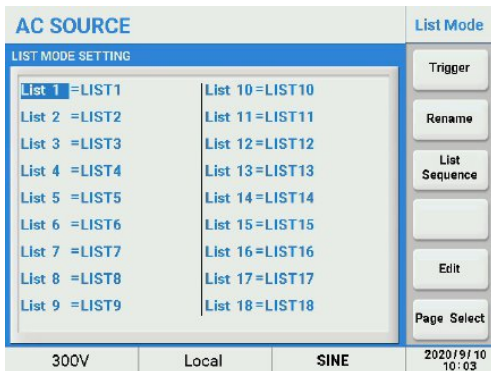 AC SOURCE
List Mode
LIST MODE SETTING
List 1 =LIST1
List 2 =LIST2
List 3 =LIST3
List 4 =LIST4
List 5 =LIST5
List 6 =LIST6
List 7 =LIST7
List 8 =LIST8
List 9 =LIST9
List 10=LIST10
List 11=LIST11
List 12=LIST12
List 13=LIST13
List 14=LIST14
List 15=LIST15
List 16=LIST16
List 17=LIST17
List 18=LIST18
Trigger
Rename
List
Sequence
Edit
Page Select
300V
Local
SINE
2020/9/10
10:03